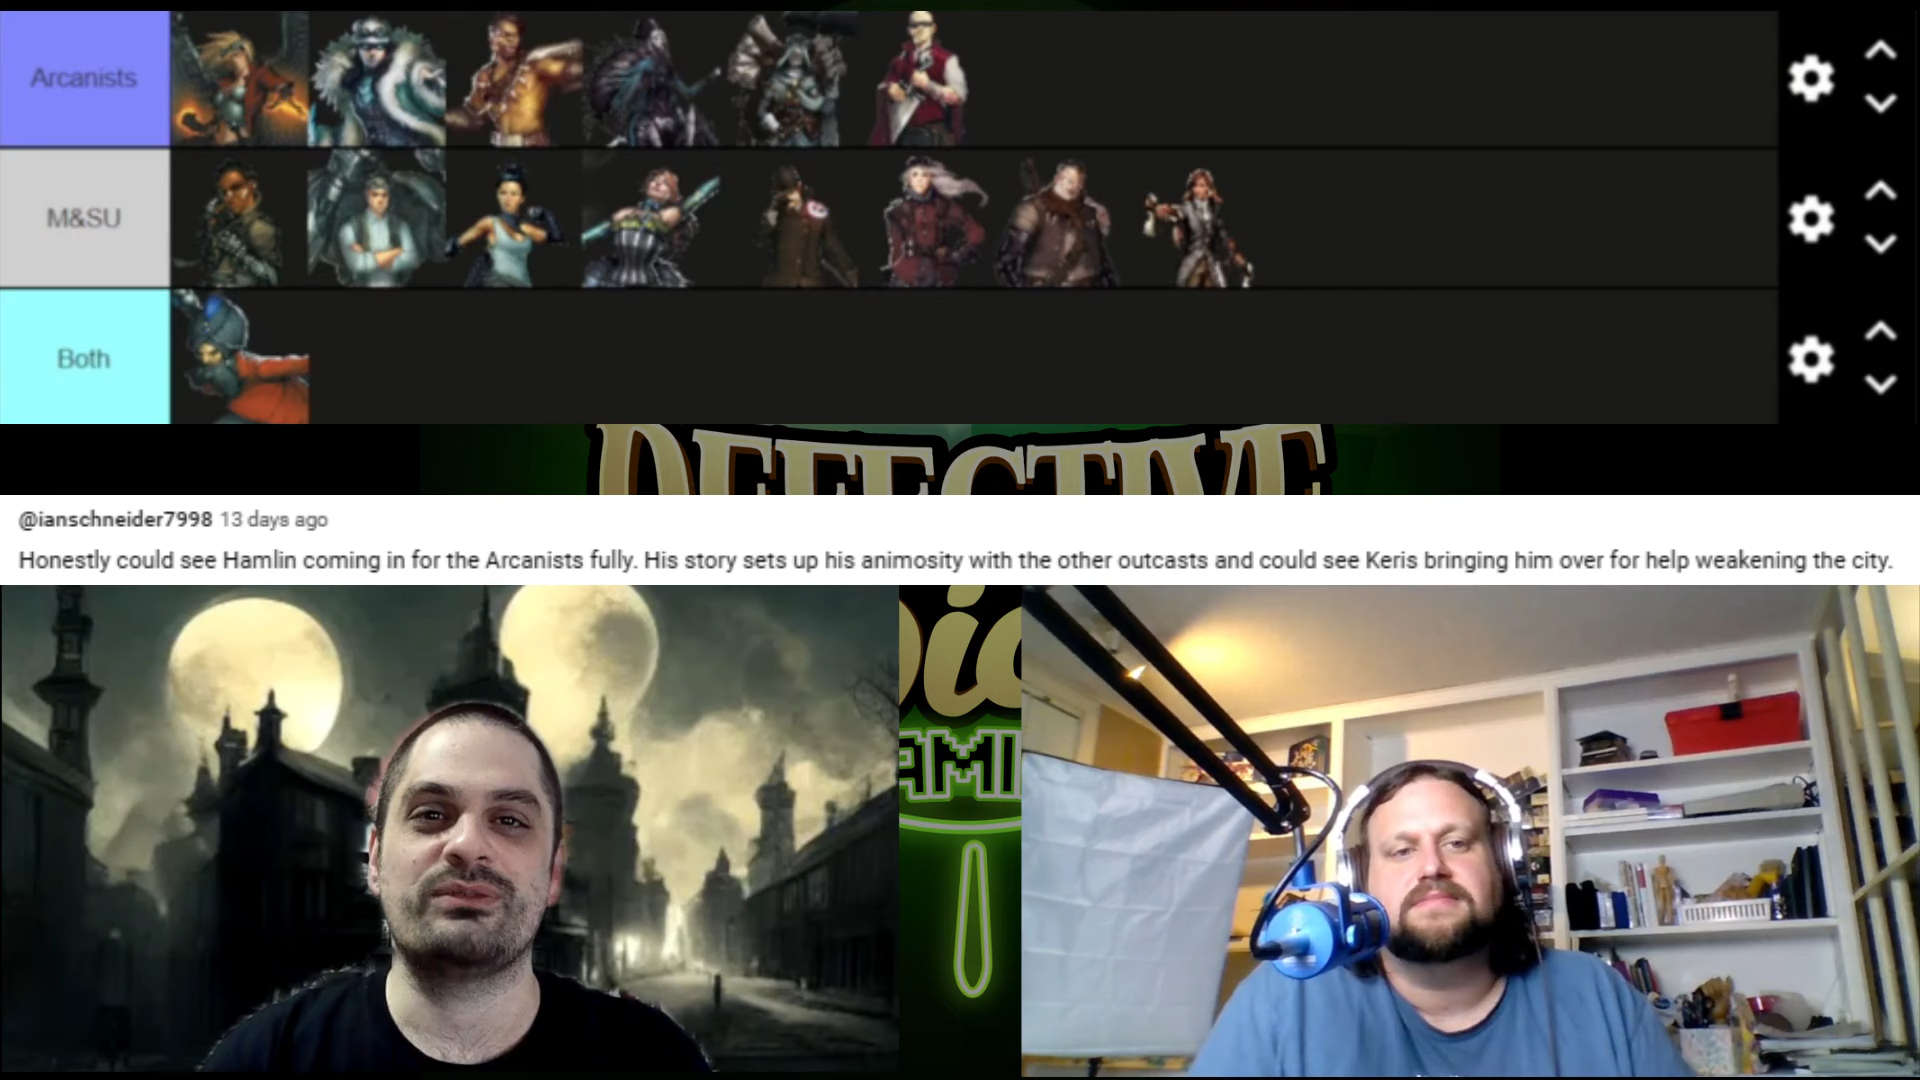 Arcanists
M&SU
Both
DEFECTIVE
@ianschneider7998 13 days ago
Honestly could see Hamlin coming in for the Arcanists fully. His story sets up his animosity with the other outcasts and could see Keris bringing him over for help weakening the city.